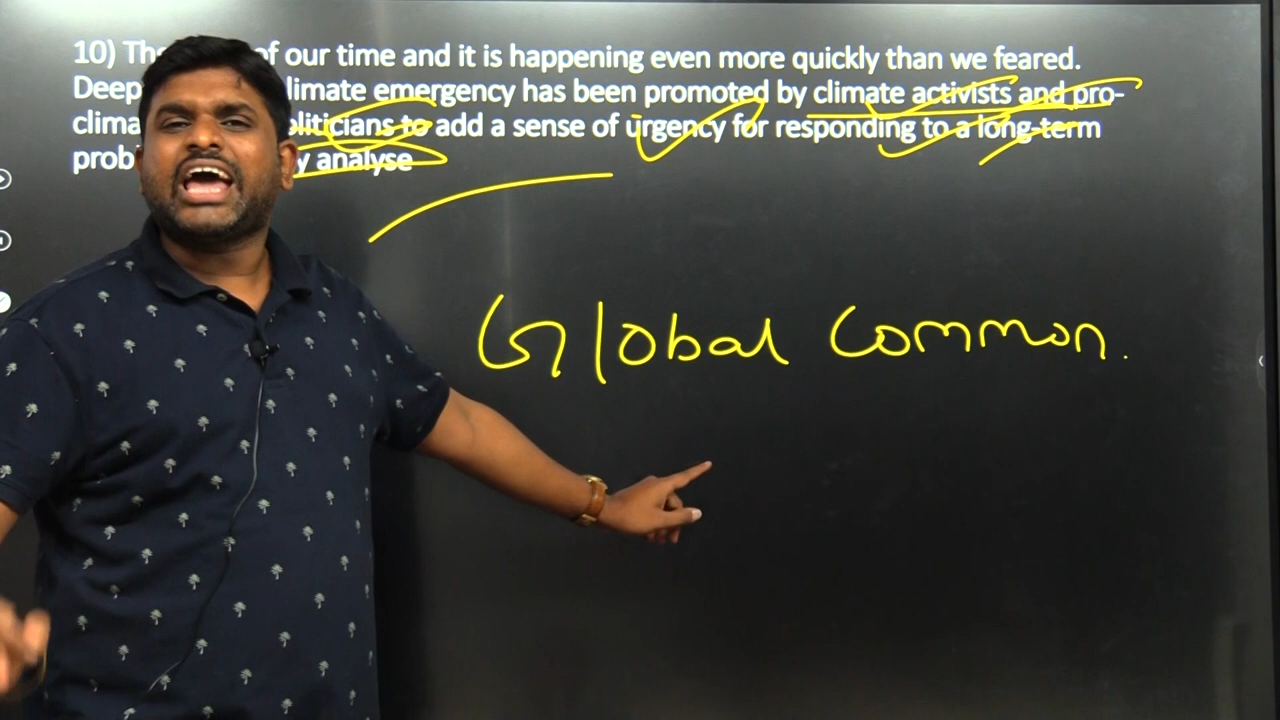 10) Th of our time and it is happening even more quickly than we feared.
Deep limate emergency has been promoted by climate activists and pro-
clima liticians to add a sense of urgency for responding to a long-term
prob y analyse
Global Common.